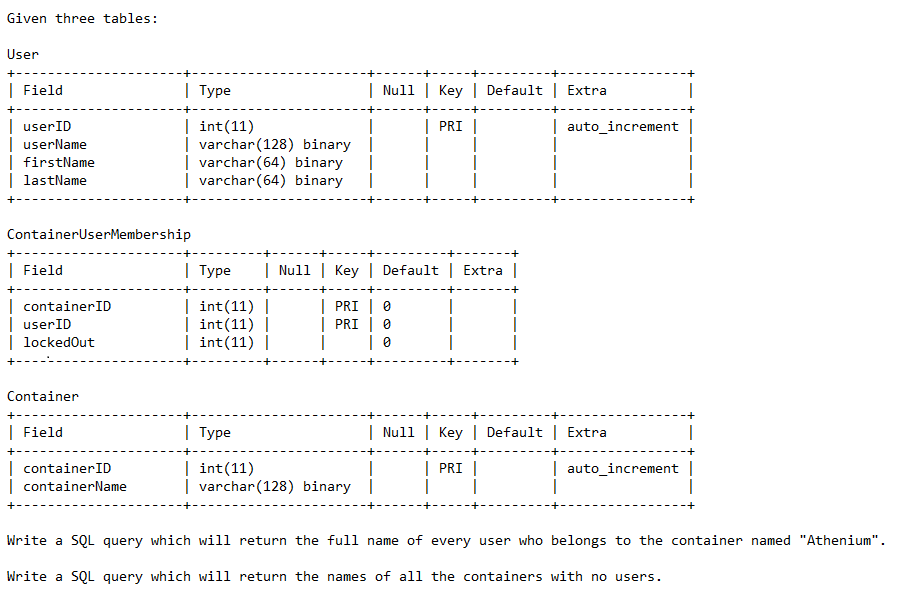 Given three tables:
User
+---------------------+----------------------+------+-----+---------+----------------+
| Field | Type | Null | Key | Default | Extra |
+---------------------+----------------------+------+-----+---------+----------------+
| userID | int(11) | | PRI | | auto_increment |
| userName | varchar(128) binary | | | | |
| firstName | varchar(64) binary | | | | |
| lastName | varchar(64) binary | | | | |
+---------------------+----------------------+------+-----+---------+----------------+
ContainerUserMembership
+---------------------+---------+------+-----+---------+-------+
| Field | Type | Null | Key | Default | Extra |
+---------------------+---------+------+-----+---------+-------+
| containerID | int(11) | | PRI | 0 | |
| userID | int(11) | | PRI | 0 | |
| lockedOut | int(11) | | | 0 | |
+---------------------+---------+------+-----+---------+-------+
Container
+---------------------+----------------------+------+-----+---------+----------------+
| Field | Type | Null | Key | Default | Extra |
+---------------------+----------------------+------+-----+---------+----------------+
| containerID | int(11) | | PRI | | auto_increment |
| containerName | varchar(128) binary | | | | |
+---------------------+----------------------+------+-----+---------+----------------+
Write a SQL query which will return the full name of every user who belongs to the container named "Athenium".
Write a SQL query which will return the names of all the containers with no users.